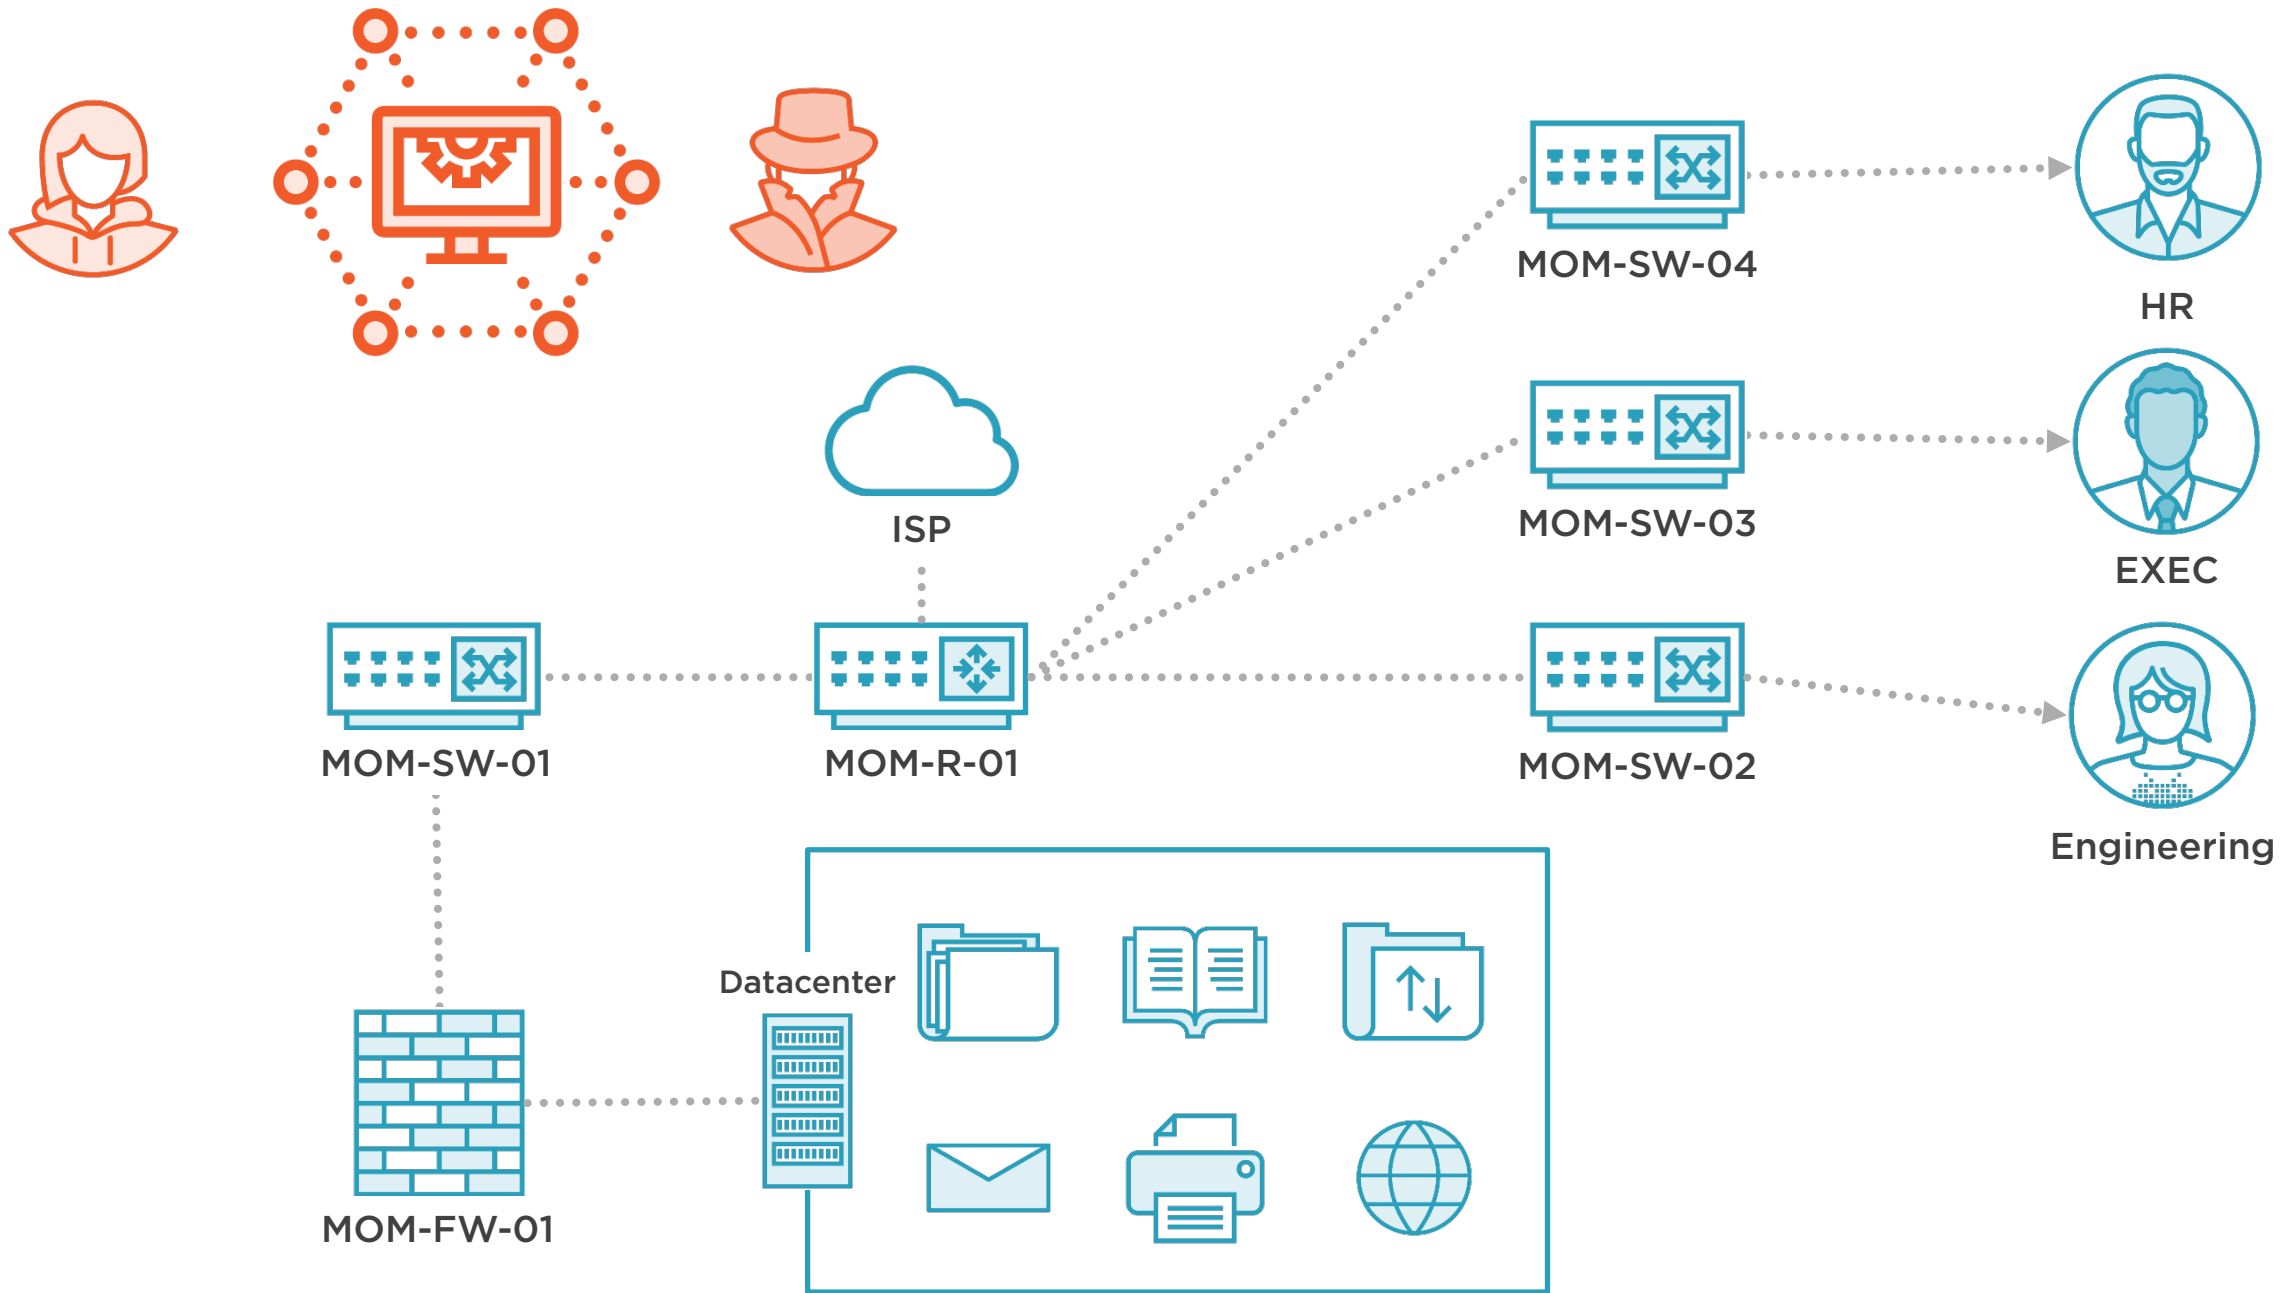 MOM-SW-04
HR
ISP
MOM-SW-03
EXEC
MOM-SW-01
MOM-R-01
MOM-SW-02
Engineering
Datacenter
MOM-FW-01